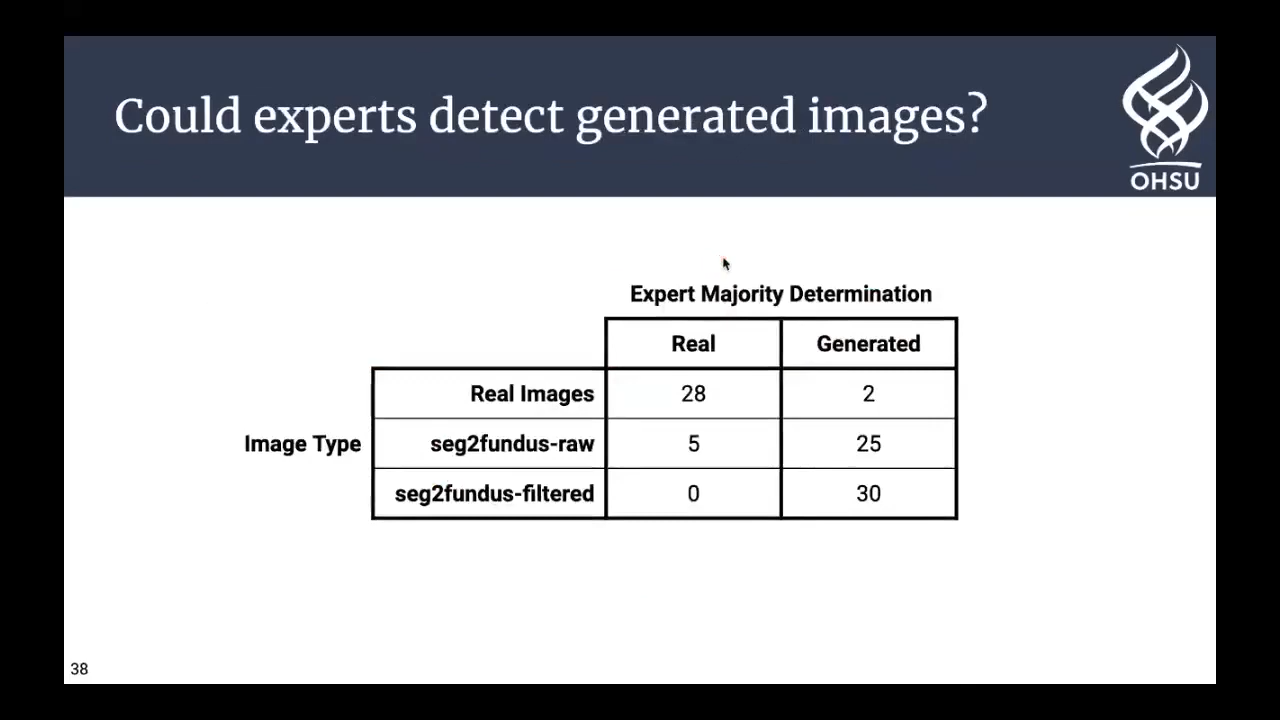 Could experts detect generated images?
OHSU
Expert Majority Determination
Real Generated
Real Images 28 2
Image Type seg2fundus-raw 5 25
seg2fundus-filtered 0 30
38